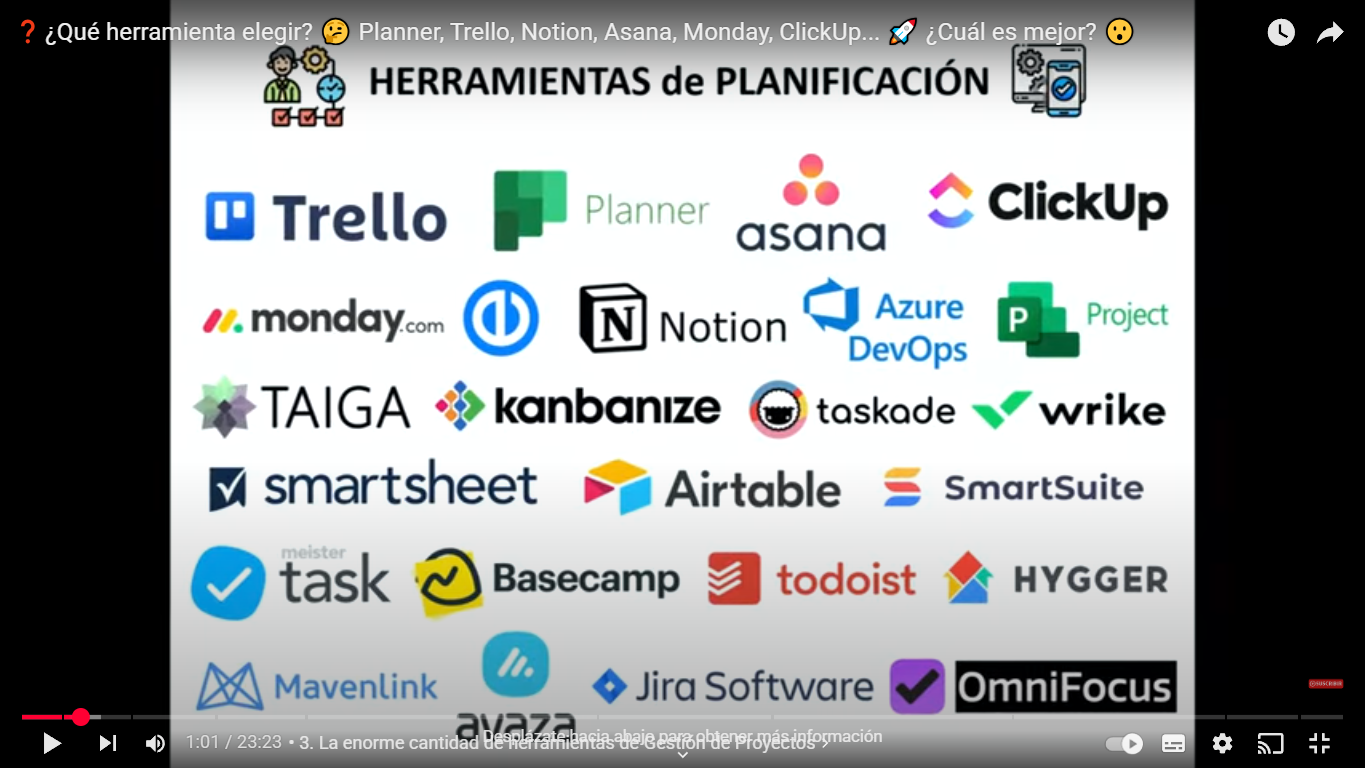 ❓ ¿Qué herramienta elegir? 🤔 Planner, Trello, Notion, Asana, Monday, ClickUp... 🚀 ¿Cuál es mejor? 😮
HERRAMIENTAS de PLANIFICACIÓN
Trello
Planner
asana
ClickUp
monday.com
N Notion
Azure
DevOps
P Project
TAIGA
kanbanize
taskade
wrike
smartsheet
Airtable
SmartSuite
meister
task
Basecamp
todoist
HYGGER
Mavenlink
avaza
Jira Software
OmniFocus
SUSCRIBIR
Desplázate hacia abajo para obtener más información
1:01 / 23:23 • 3. La enorme cantidad de herramientas de Gestión de Proyectos ›